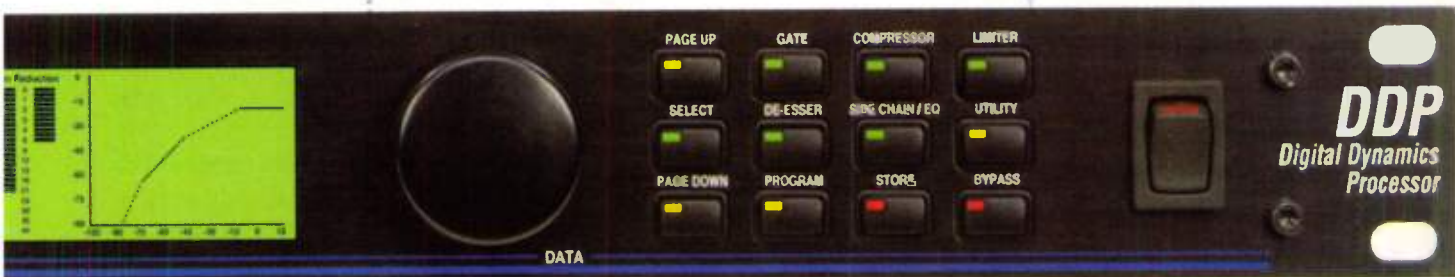 Reduction
PAGE UP
GATE
COMPRESSOR
LIMITER
SELECT
DE-ESSER
SIDE CHAIN / EQ
UTILITY
PAGE DOWN
PROGRAM
STORE
BYPASS
DATA
DDP
Digital Dynamics
Processor